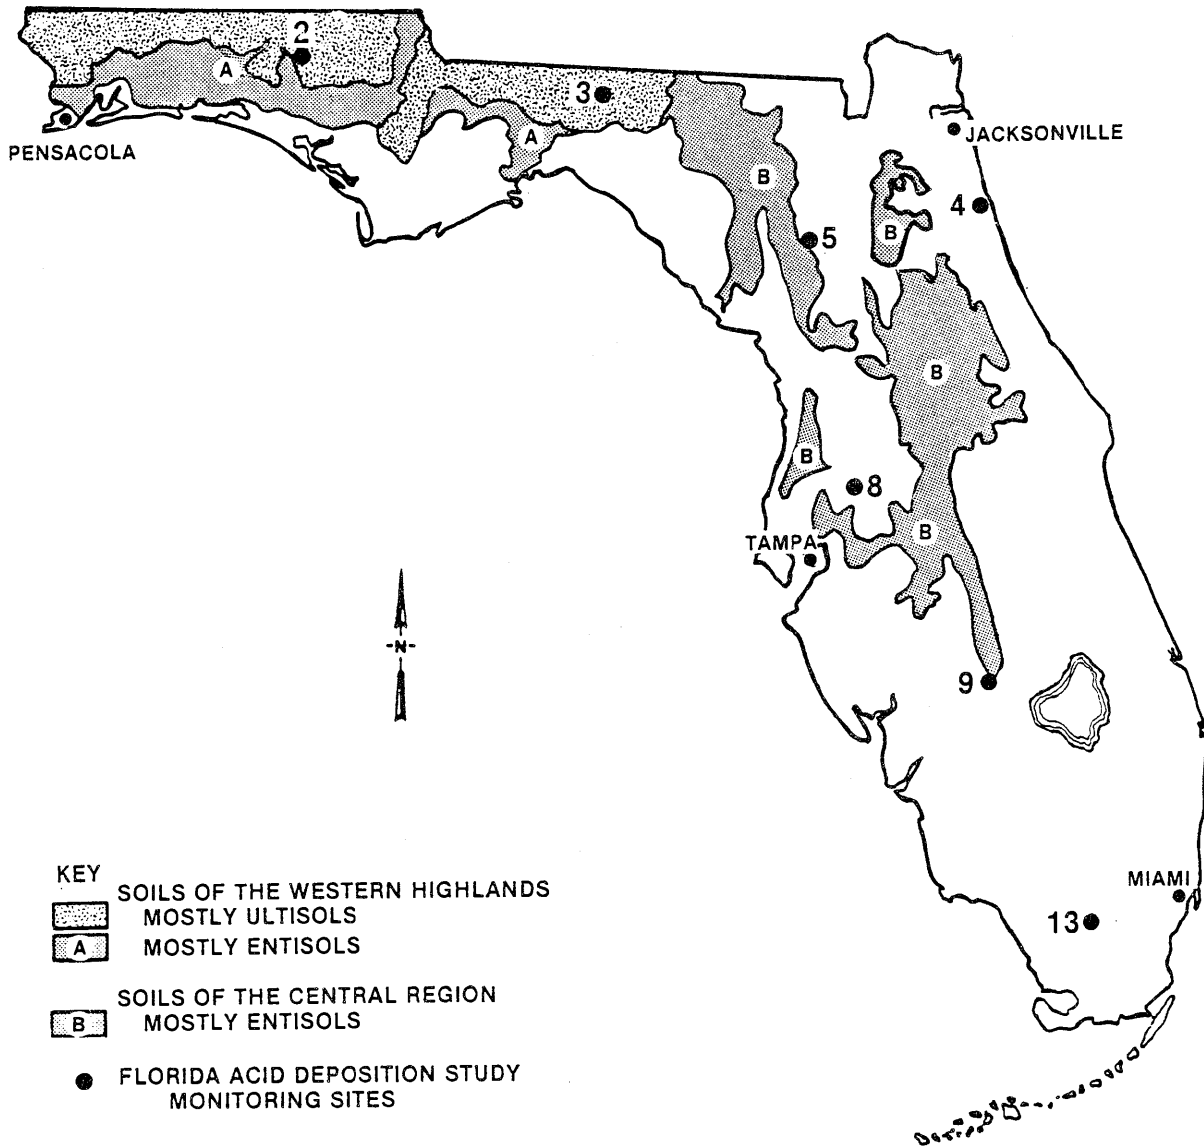 2
A
3
PENSACOLA
A
JACKSONVILLE
B
4
B
5
B
B
8
TAMPA
B
-N-
9
KEY
SOILS OF THE WESTERN HIGHLANDS
MOSTLY ULTISOLS
A MOSTLY ENTISOLS
SOILS OF THE CENTRAL REGION
B MOSTLY ENTISOLS
FLORIDA ACID DEPOSITION STUDY
MONITORING SITES
MIAMI
13